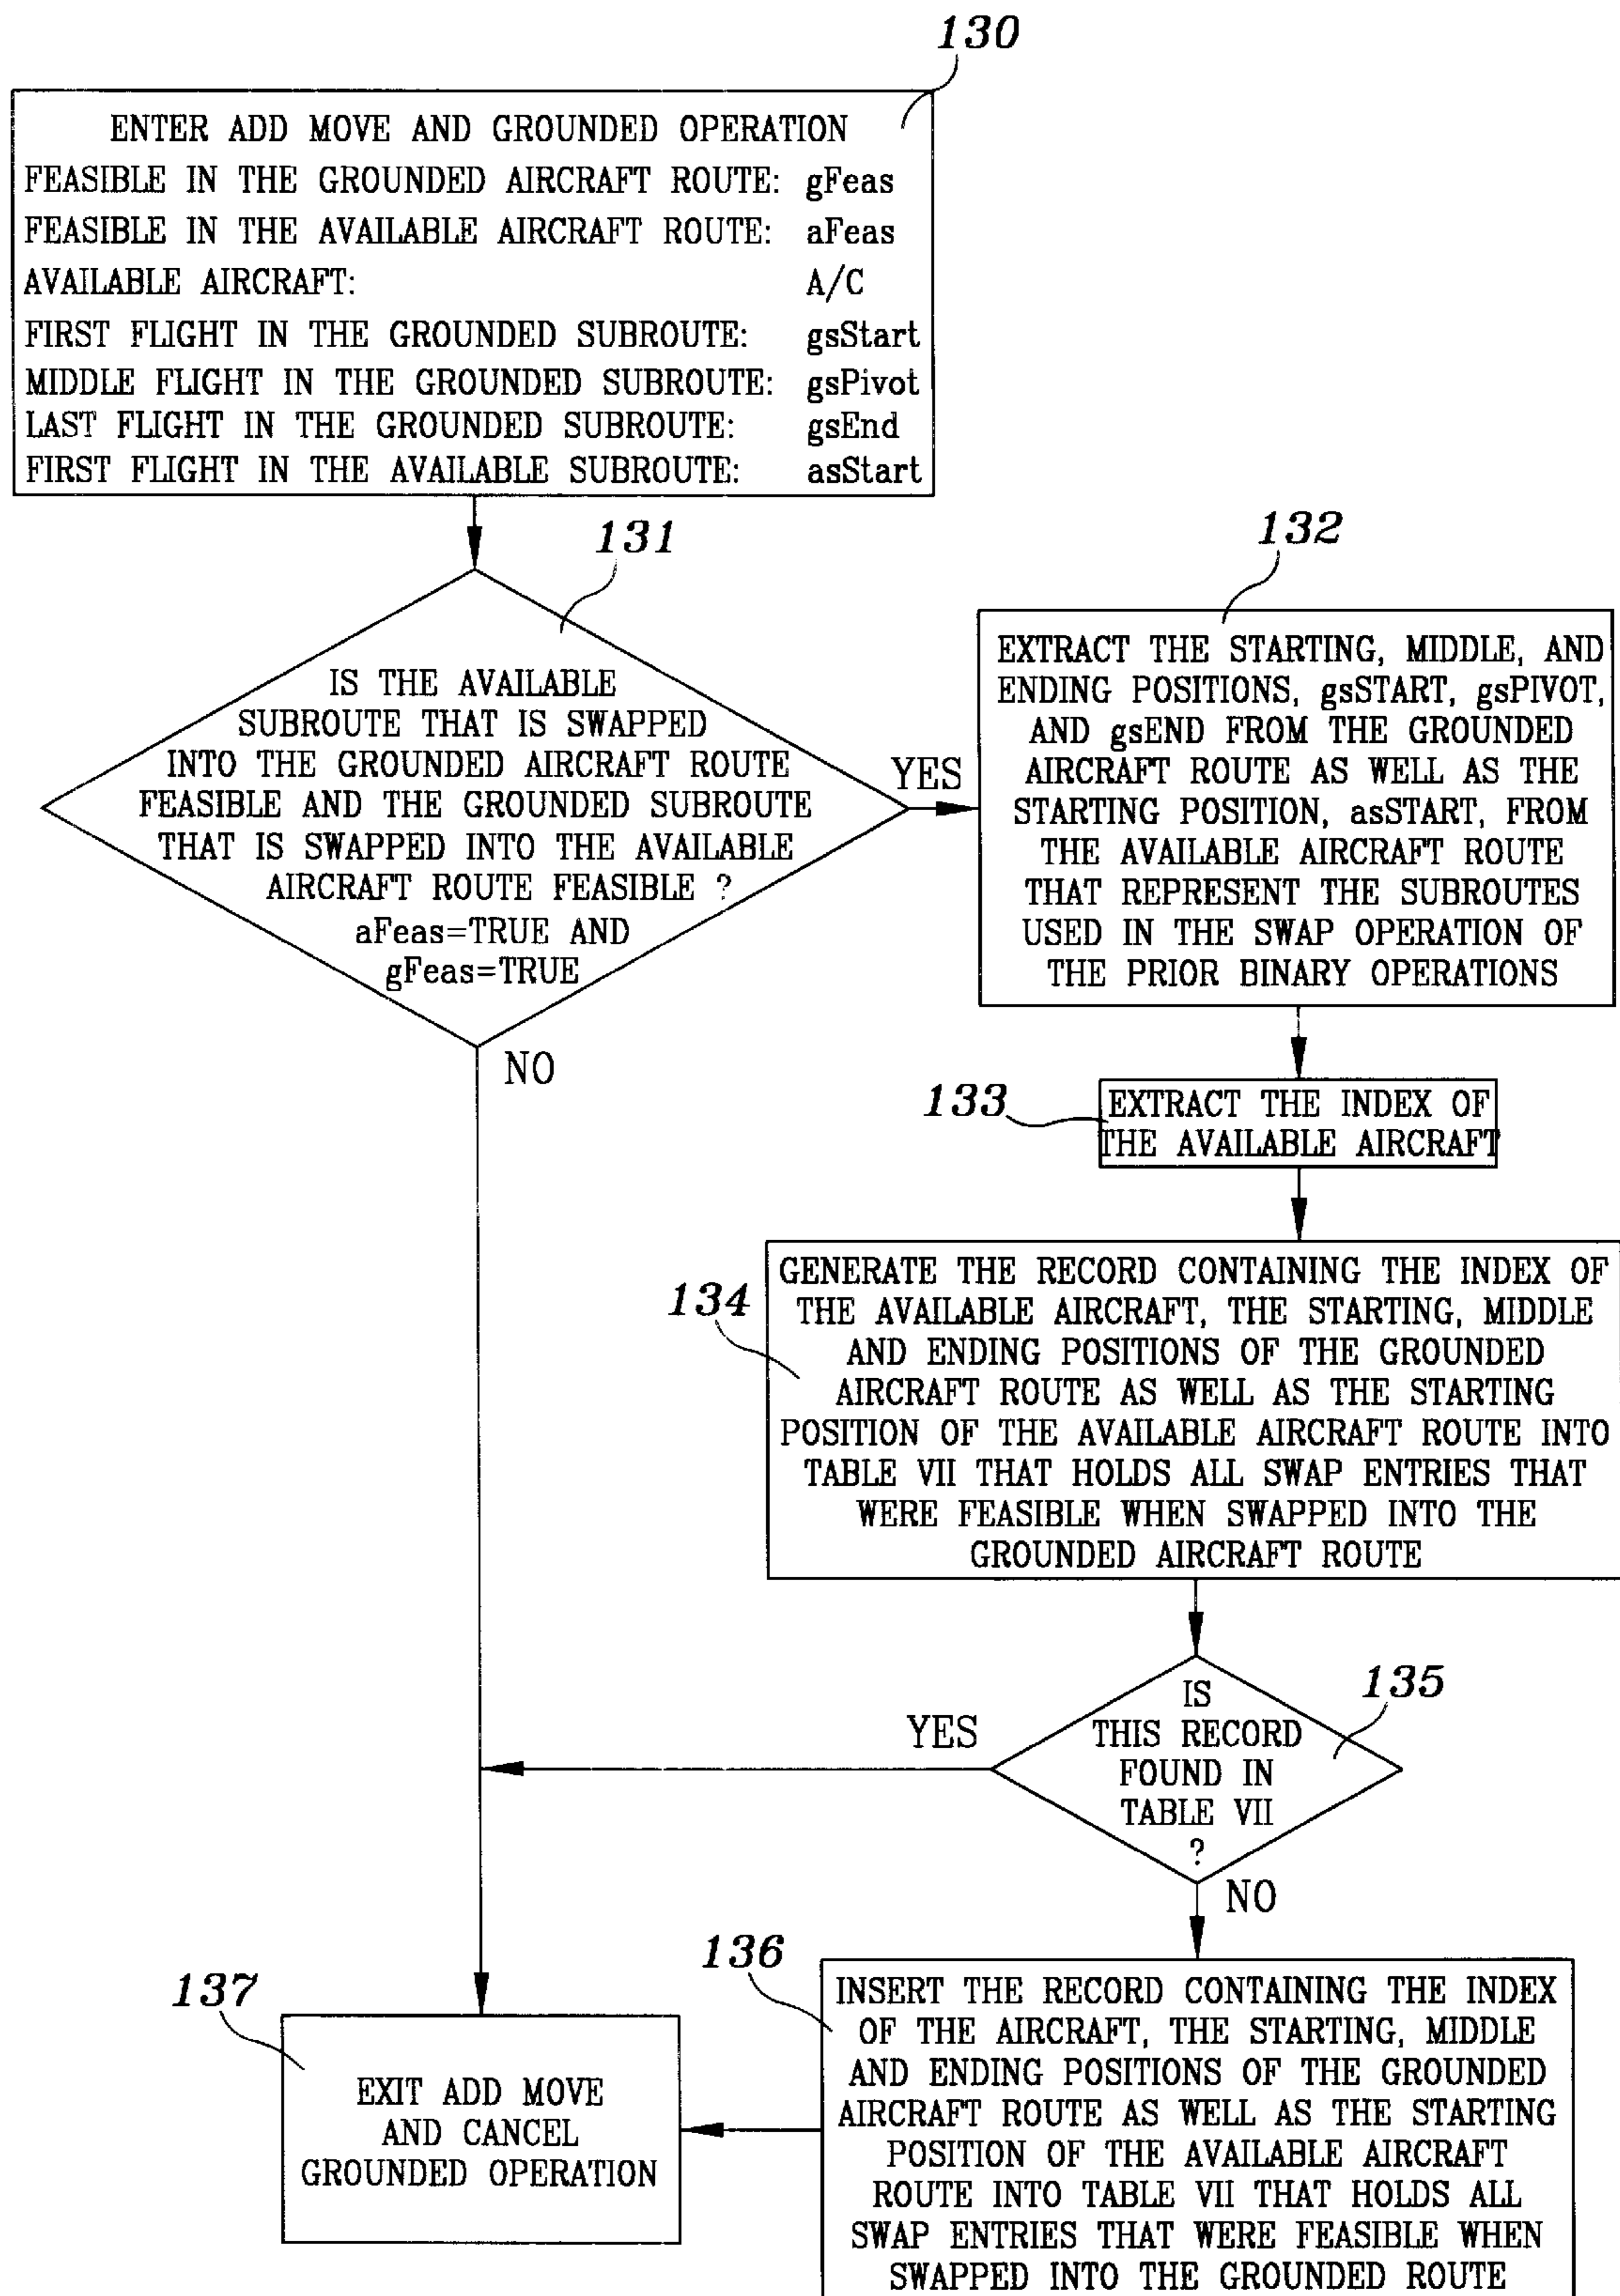 130
ENTER ADD MOVE AND GROUNDED OPERATION
FEASIBLE IN THE GROUNDED AIRCRAFT ROUTE: gFeas
FEASIBLE IN THE AVAILABLE AIRCRAFT ROUTE: aFeas
AVAILABLE AIRCRAFT: A/C
FIRST FLIGHT IN THE GROUNDED SUBROUTE: gsStart
MIDDLE FLIGHT IN THE GROUNDED SUBROUTE: gsPivot
LAST FLIGHT IN THE GROUNDED SUBROUTE: gsEnd
FIRST FLIGHT IN THE AVAILABLE SUBROUTE: asStart
131
IS THE AVAILABLE
SUBROUTE THAT IS SWAPPED
INTO THE GROUNDED AIRCRAFT ROUTE
FEASIBLE AND THE GROUNDED SUBROUTE
THAT IS SWAPPED INTO THE AVAILABLE
AIRCRAFT ROUTE FEASIBLE ?
aFeas=TRUE AND
gFeas=TRUE
YES
NO
132
EXTRACT THE STARTING, MIDDLE, AND
ENDING POSITIONS, gsSTART, gsPIVOT,
AND gsEND FROM THE GROUNDED
AIRCRAFT ROUTE AS WELL AS THE
STARTING POSITION, asSTART, FROM
THE AVAILABLE AIRCRAFT ROUTE
THAT REPRESENT THE SUBROUTES
USED IN THE SWAP OPERATION OF
THE PRIOR BINARY OPERATIONS
133
EXTRACT THE INDEX OF
THE AVAILABLE AIRCRAFT
134
GENERATE THE RECORD CONTAINING THE INDEX OF
THE AVAILABLE AIRCRAFT, THE STARTING, MIDDLE
AND ENDING POSITIONS OF THE GROUNDED
AIRCRAFT ROUTE AS WELL AS THE STARTING
POSITION OF THE AVAILABLE AIRCRAFT ROUTE INTO
TABLE VII THAT HOLDS ALL SWAP ENTRIES THAT
WERE FEASIBLE WHEN SWAPPED INTO THE
GROUNDED AIRCRAFT ROUTE
135
IS
THIS RECORD
FOUND IN
TABLE VII
?
YES
NO
136
INSERT THE RECORD CONTAINING THE INDEX
OF THE AIRCRAFT, THE STARTING, MIDDLE
AND ENDING POSITIONS OF THE GROUNDED
AIRCRAFT ROUTE AS WELL AS THE STARTING
POSITION OF THE AVAILABLE AIRCRAFT
ROUTE INTO TABLE VII THAT HOLDS ALL
SWAP ENTRIES THAT WERE FEASIBLE WHEN
SWAPPED INTO THE GROUNDED ROUTE
137
EXIT ADD MOVE
AND CANCEL
GROUNDED OPERATION